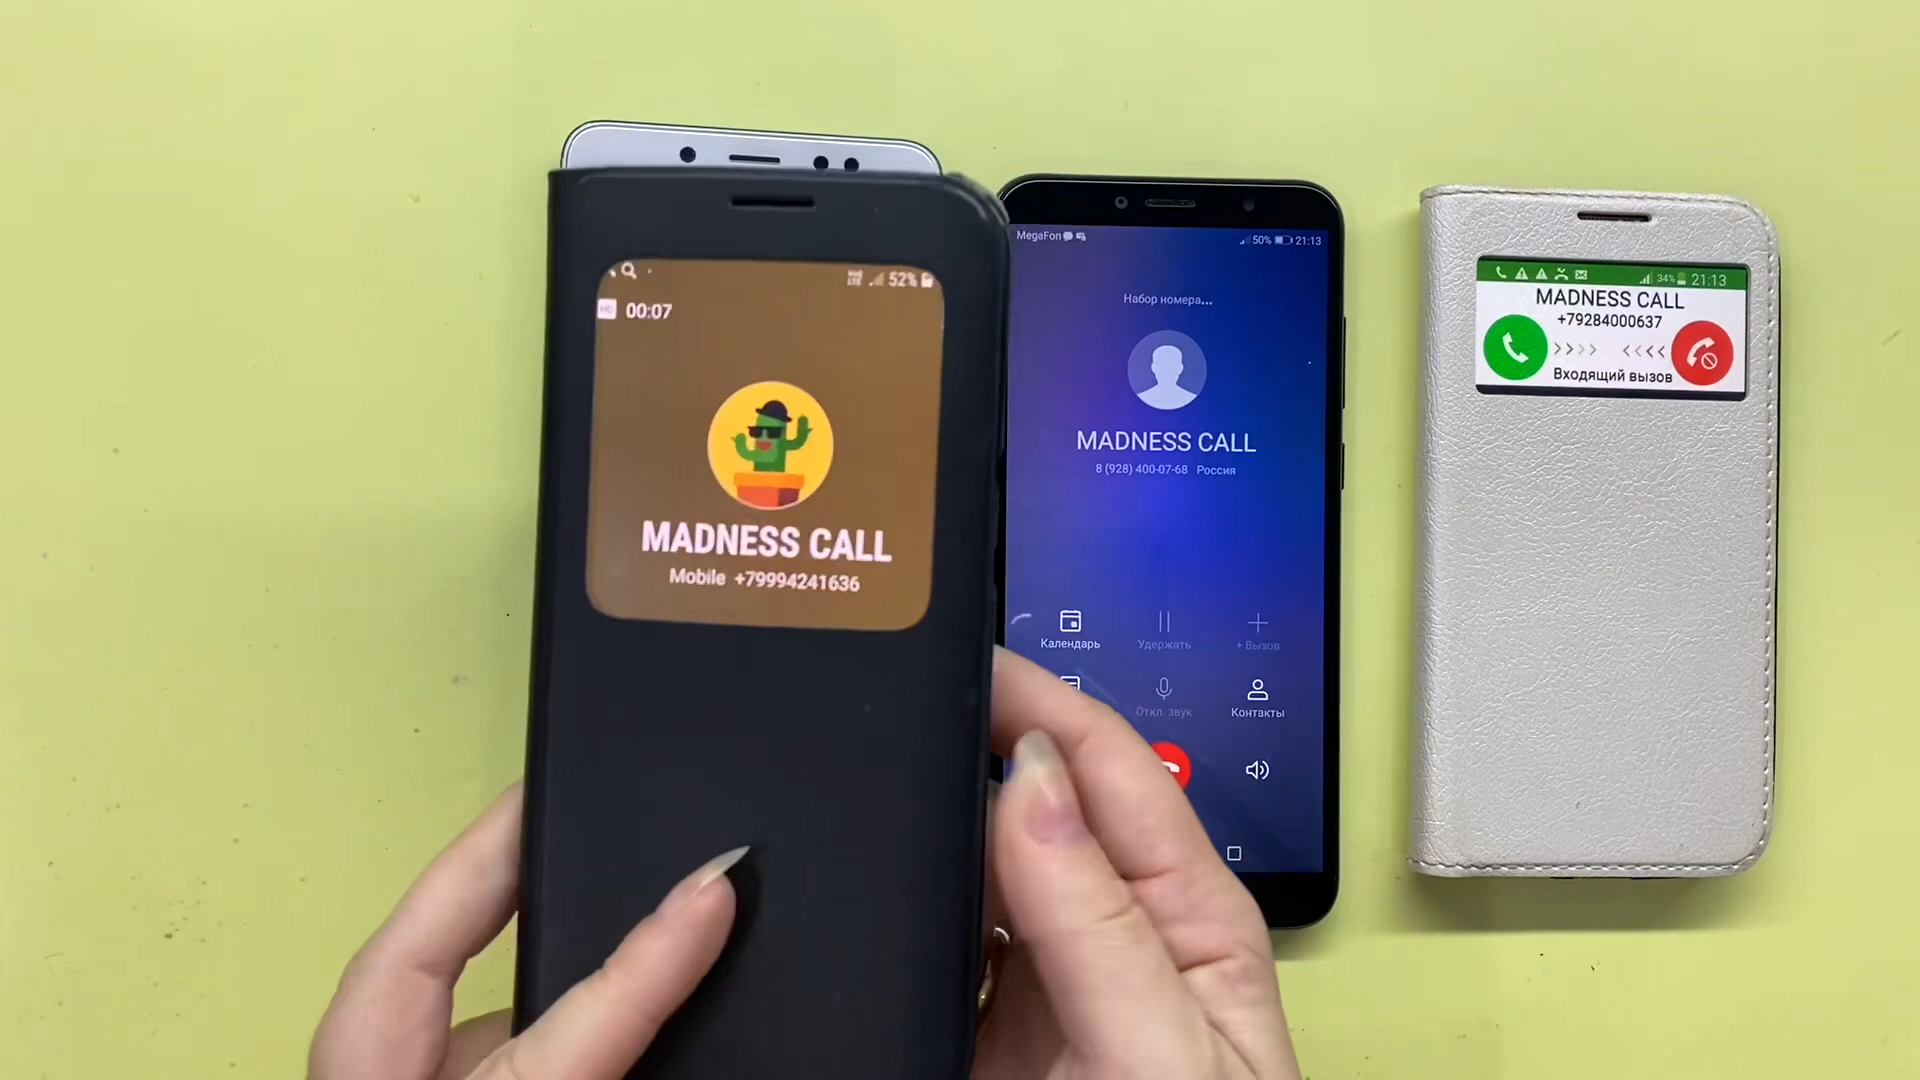 52%
HD 00:07
MADNESS CALL
Mobile +79994241636
MegaFon 50% 21:13
Набор номера...
MADNESS CALL
8 (928) 400-07-68 Россия
Календарь Удержать + Вызов
Откл. звук Контакты
34% 21:13
MADNESS CALL
+79284000637
Входящий вызов